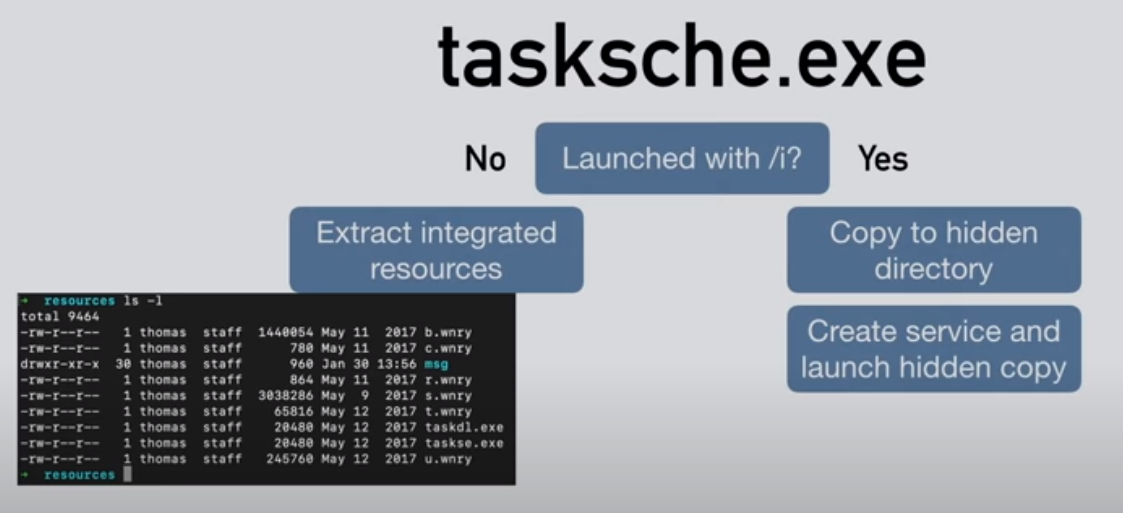 tasksche.exe
No
Launched with /i?
Yes
Extract integrated
resources
Copy to hidden
directory
Create service and
launch hidden copy
→ resources ls -l
total 9464
-rw-r--r-- 1 thomas staff 1440054 May 11 2017 b.wnry
-rw-r--r-- 1 thomas staff 780 May 11 2017 c.wnry
drwxr-xr-x 30 thomas staff 960 Jan 30 13:56 msg
-rw-r--r-- 1 thomas staff 864 May 11 2017 r.wnry
-rw-r--r-- 1 thomas staff 3038286 May 9 2017 s.wnry
-rw-r--r-- 1 thomas staff 65816 May 12 2017 t.wnry
-rw-r--r-- 1 thomas staff 20480 May 12 2017 taskdl.exe
-rw-r--r-- 1 thomas staff 20480 May 12 2017 taskse.exe
-rw-r--r-- 1 thomas staff 245760 May 12 2017 u.wnry
→ resources